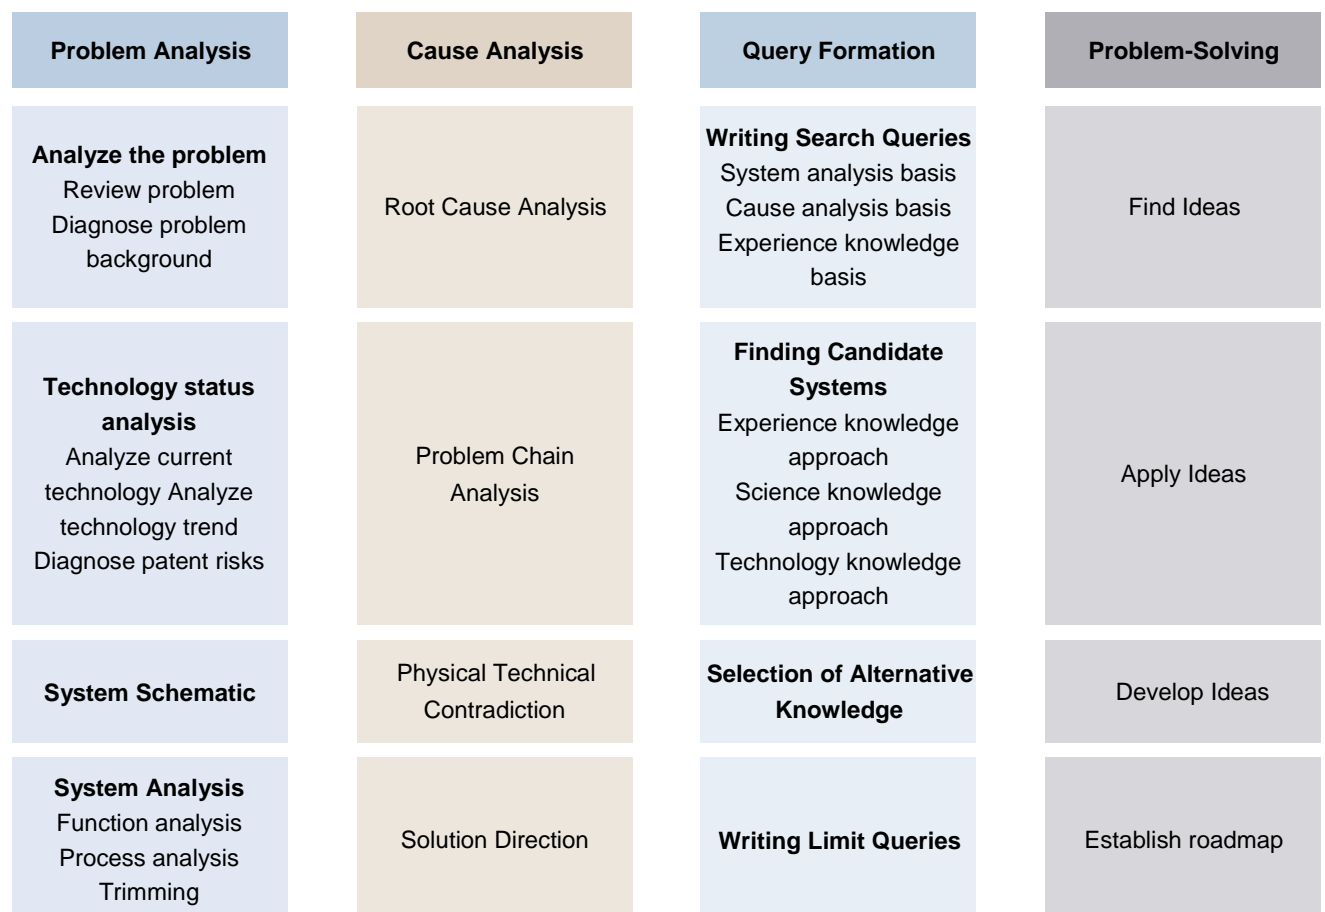 Problem Analysis
Cause Analysis
Query Formation
Problem-Solving
Analyze the problem
Review problem
Diagnose problem
background
Root Cause Analysis
Writing Search Queries
System analysis basis
Cause analysis basis
Experience knowledge
basis
Find Ideas
Technology status
analysis
Analyze current
technology Analyze
technology trend
Diagnose patent risks
Problem Chain
Analysis
Finding Candidate
Systems
Experience knowledge
approach
Science knowledge
approach
Technology knowledge
approach
Apply Ideas
System Schematic
Physical Technical
Contradiction
Selection of Alternative
Knowledge
Develop Ideas
System Analysis
Function analysis
Process analysis
Trimming
Solution Direction
Writing Limit Queries
Establish roadmap